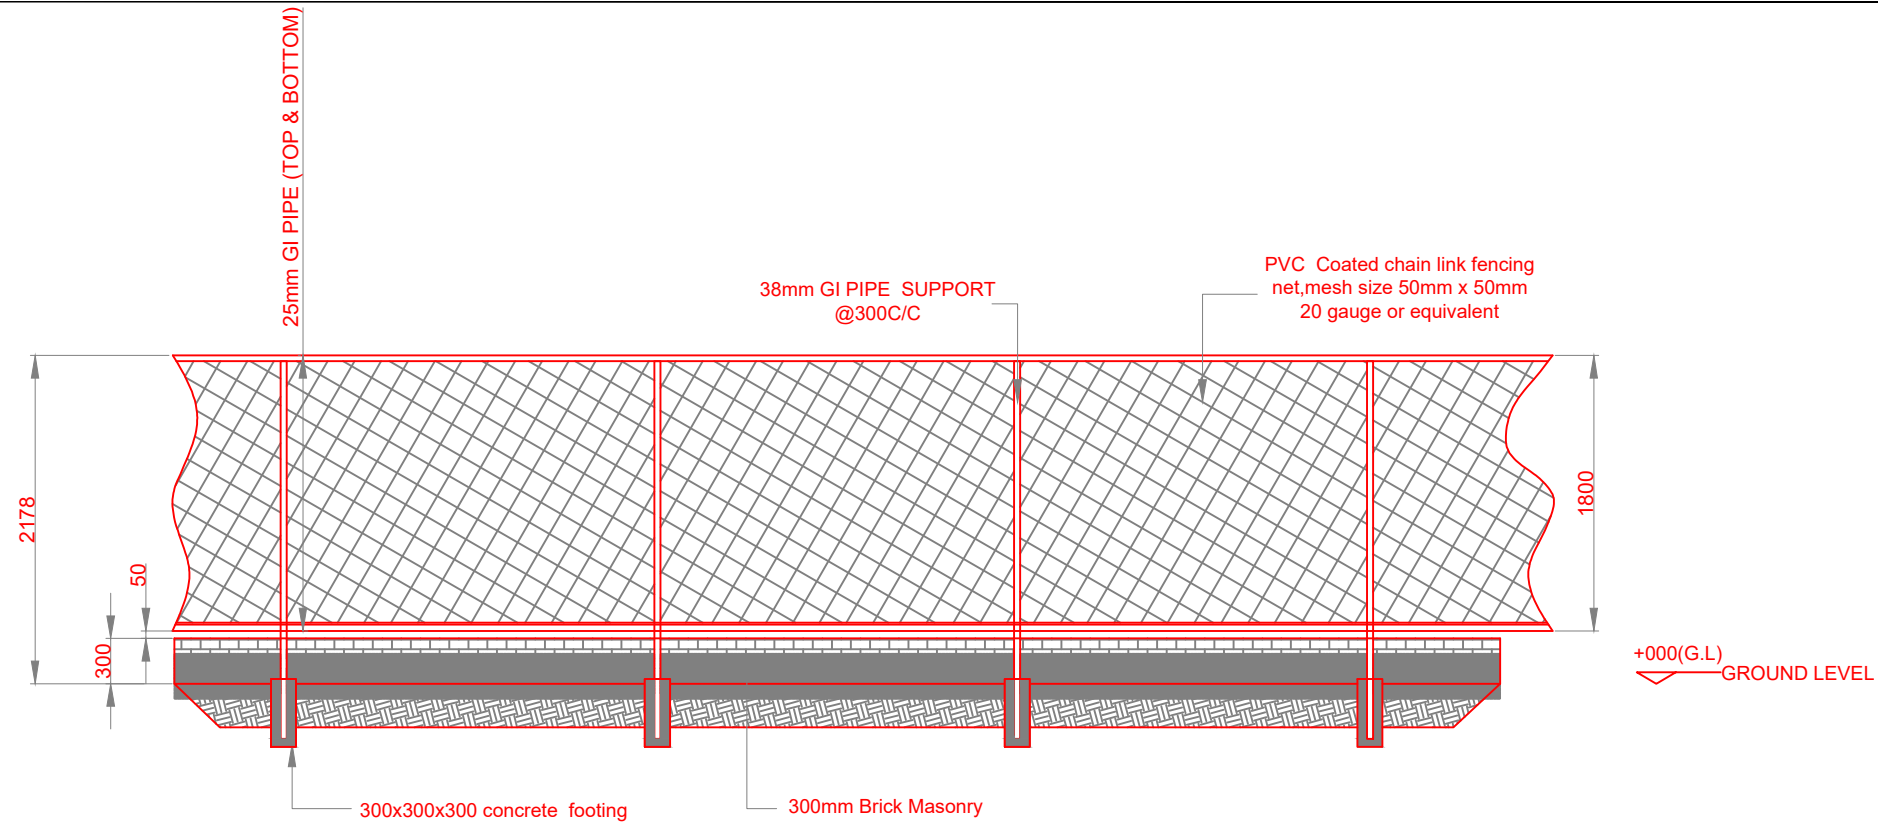 25mm GI PIPE (TOP & BOTTOM)
38mm GI PIPE SUPPORT
@300C/C
PVC Coated chain link fencing
net,mesh size 50mm x 50mm
20 gauge or equivalent
2178
50
300
1800
+000(G.L)
GROUND LEVEL
300x300x300 concrete footing
300mm Brick Masonry